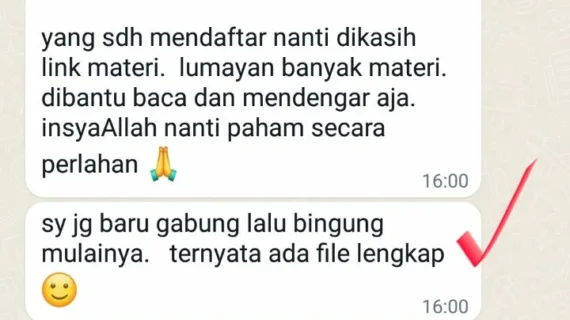 yang sdh mendaftar nanti dikasih
link materi.  lumayan banyak materi.
dibantu baca dan mendengar aja.
insyaAllah nanti paham secara
perlahan 🙏
16:00
sy jg baru gabung lalu bingung
mulainya.   ternyata ada file lengkap
🙂
16:00